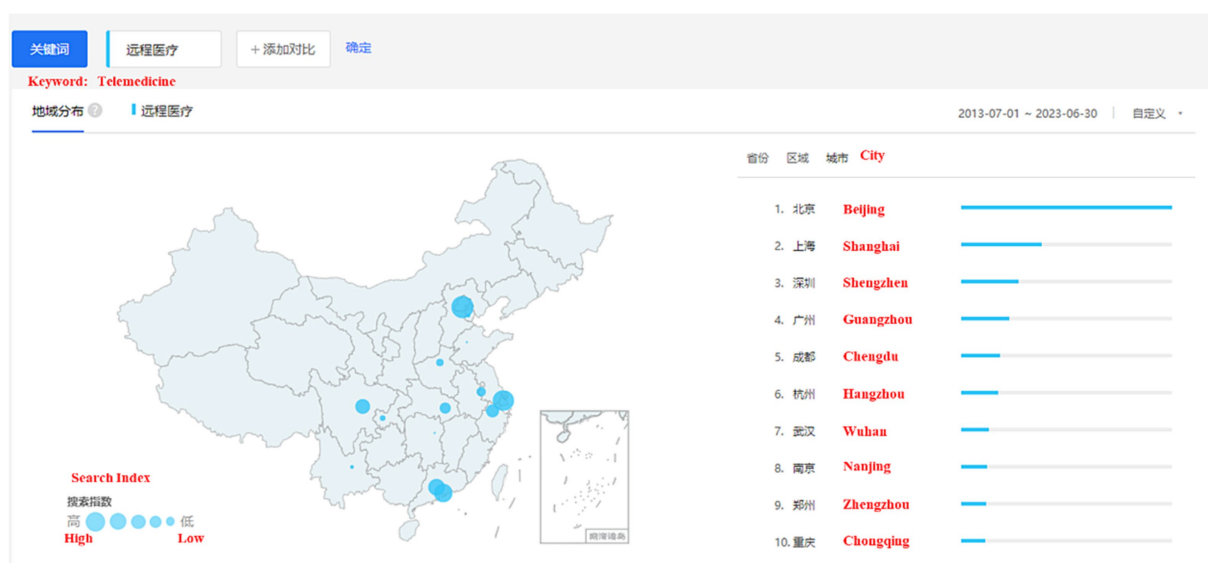 关键词 远程医疗 +添加对比 确定
Keyword: Telemedicine
地域分布 ? 远程医疗 2013-07-01 ~ 2023-06-30 自定义
省份 区域 城市 City
1. 北京 Beijing
2. 上海 Shanghai
3. 深圳 Shengzhen
4. 广州 Guangzhou
5. 成都 Chengdu
6. 杭州 Hangzhou
7. 武汉 Wuhan
8. 南京 Nanjing
9. 郑州 Zhengzhou
10. 重庆 Chongqing
Search Index
搜索指数
高 低
High Low
南海诸岛